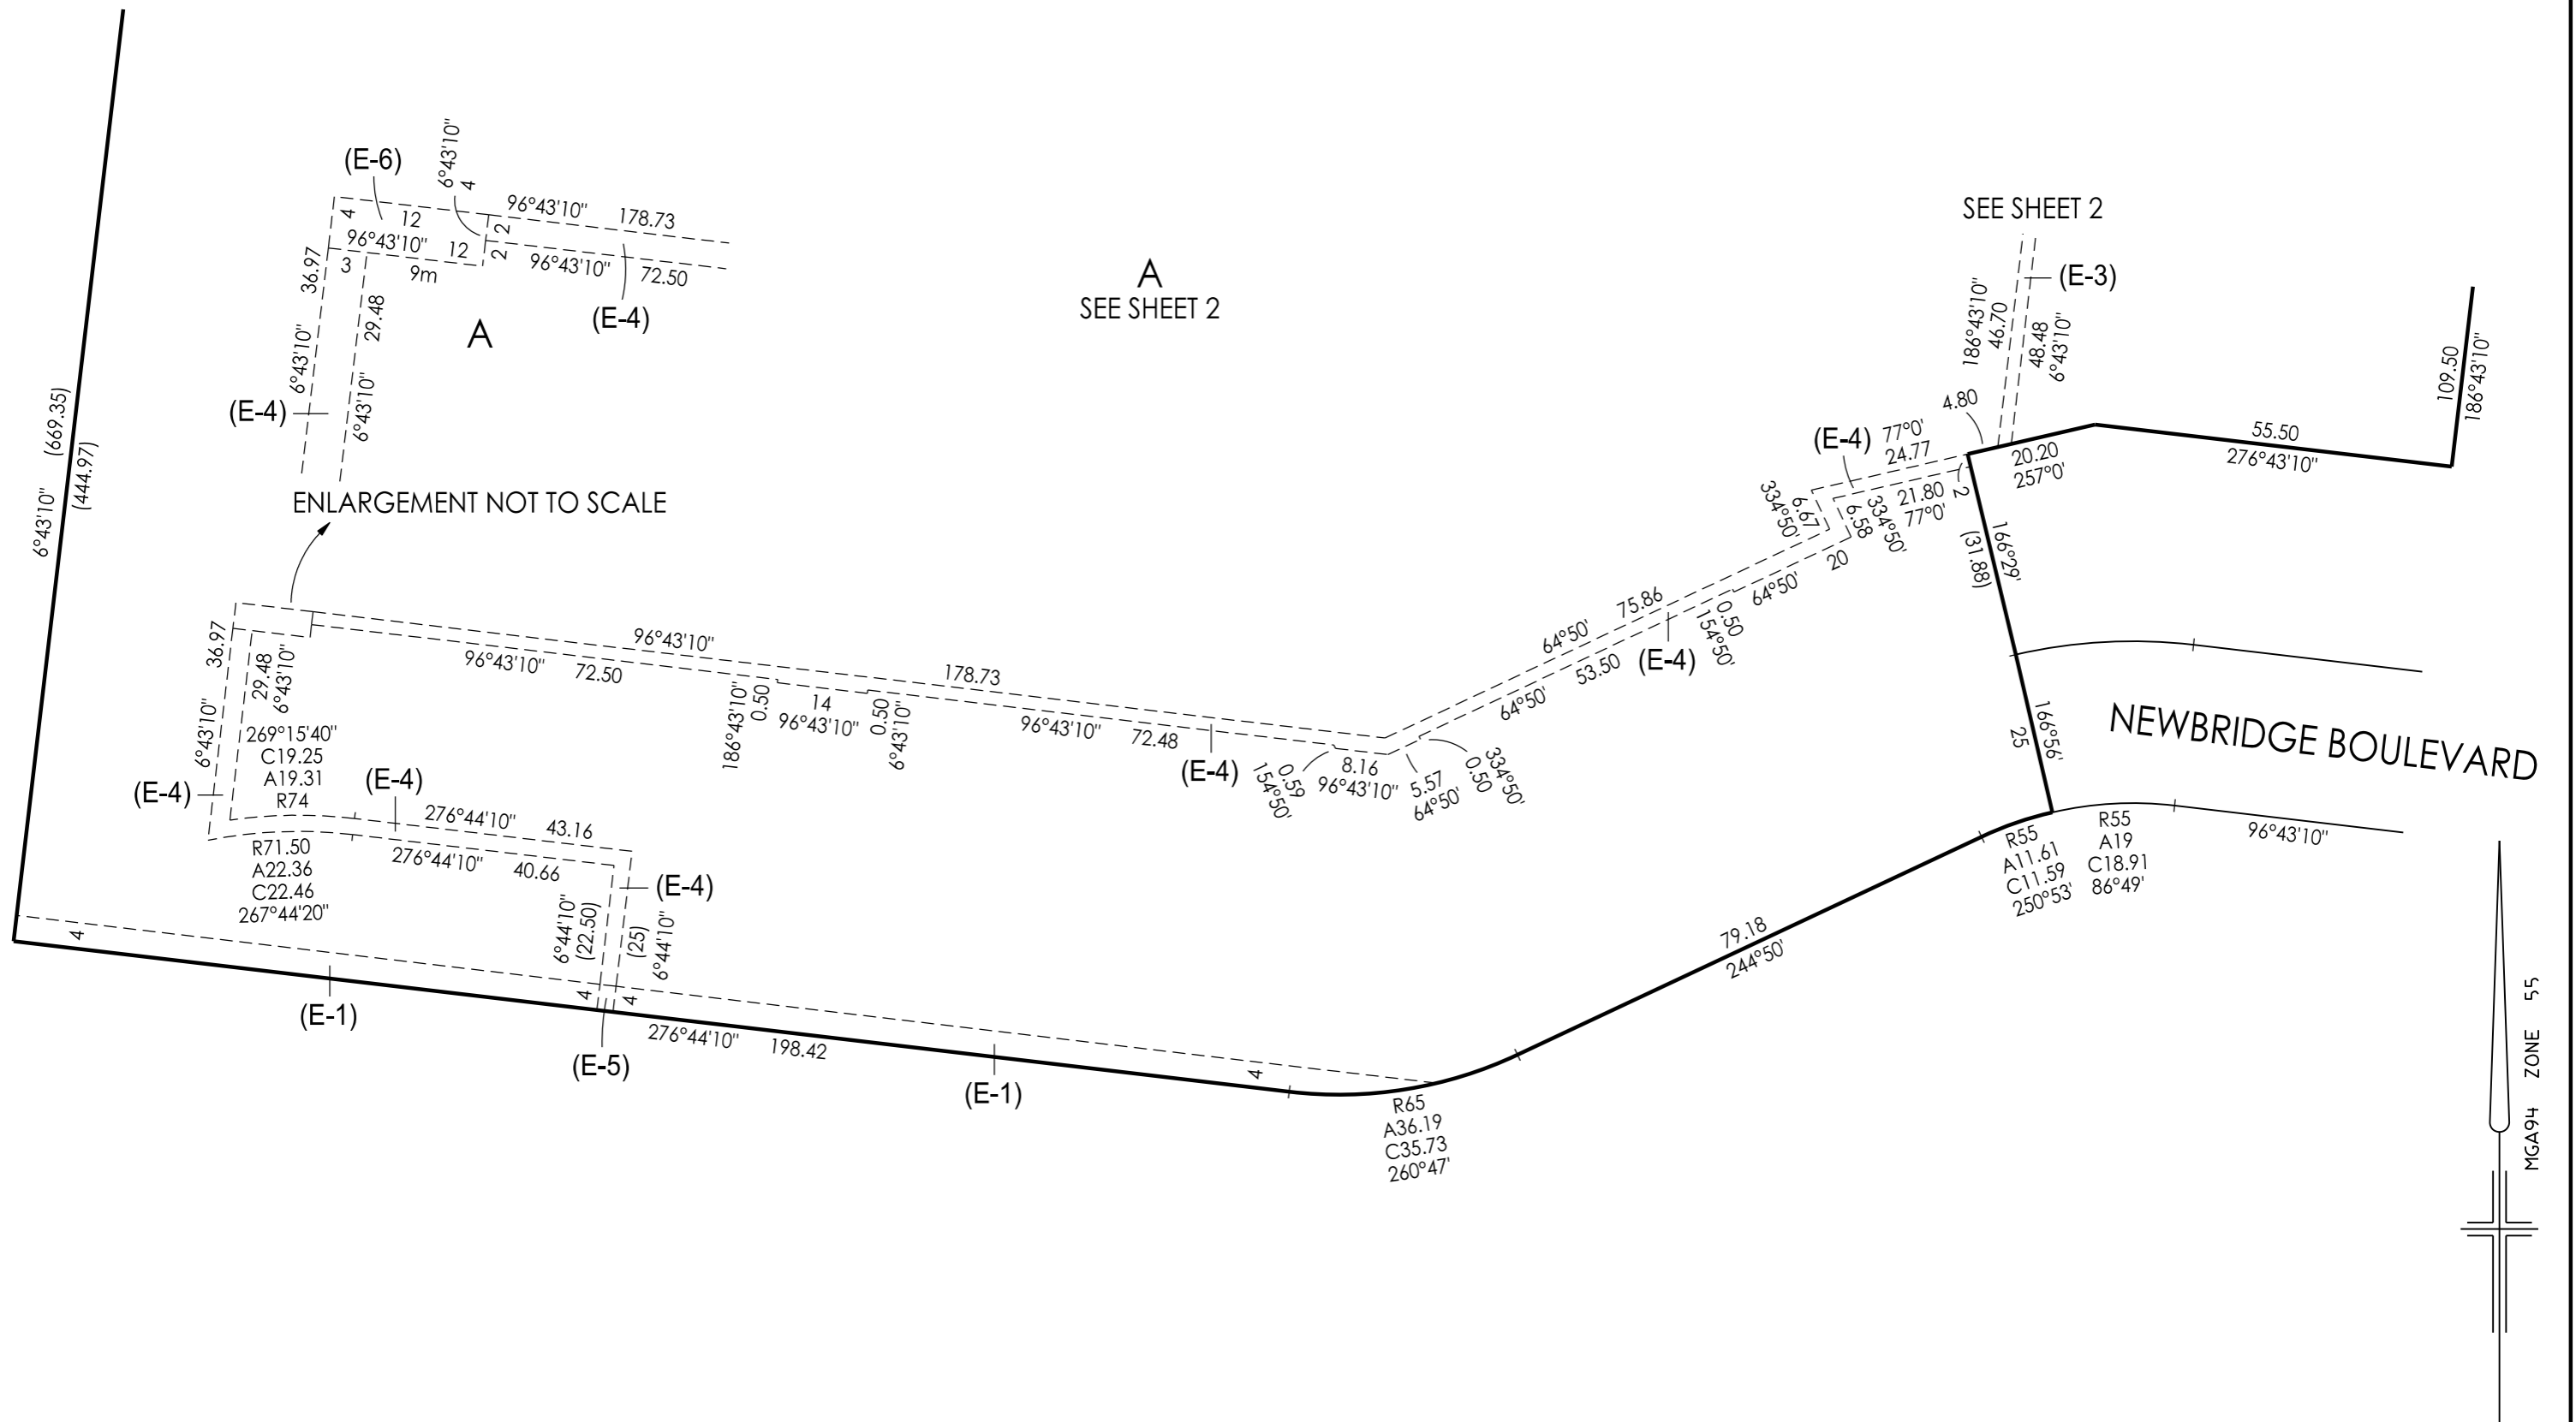 (E-6)
6°43'10"
4
4
12
96°43'10"
12
3
9m
2
2
96°43'10"
178.73
96°43'10"
72.50
(E-4)
36.97
6°43'10"
29.48
6°43'10"
(E-4)
A
ENLARGEMENT NOT TO SCALE
A
SEE SHEET 2
SEE SHEET 2
(E-3)
186°43'10"
46.70
48.48
6°43'10"
4.80
(E-4)
77°0'
24.77
20.20
257°0'
55.50
276°43'10"
109.50
186°43'10"
334°50'
6.67
6.58
334°50'
21.80
77°0'
2
20
64°50'
166°29'
(31.88)
(669.35)
(444.97)
6°43'10"
36.97
6°43'10"
29.48
6°43'10"
(E-4)
96°43'10"
178.73
96°43'10"
72.50
186°43'10"
0.50
14
96°43'10"
0.50
6°43'10"
96°43'10"
72.48
(E-4)
0.59
154°50'
8.16
96°43'10"
5.57
64°50'
0.50
334°50'
64°50'
75.86
64°50'
53.50
(E-4)
0.50
154°50'
166°56'
25
NEWBRIDGE BOULEVARD
269°15'40"
C19.25
A19.31
R74
(E-4)
276°44'10"
43.16
276°44'10"
40.66
R71.50
A22.36
C22.46
267°44'20"
(E-4)
6°44'10"
(22.50)
(25)
6°44'10"
4
4
4
4
(E-1)
(E-5)
276°44'10"
198.42
(E-1)
R65
A36.19
C35.73
260°47'
79.18
244°50'
R55
A11.61
C11.59
250°53'
R55
A19
C18.91
86°49'
96°43'10"
MGA94 ZONE 55